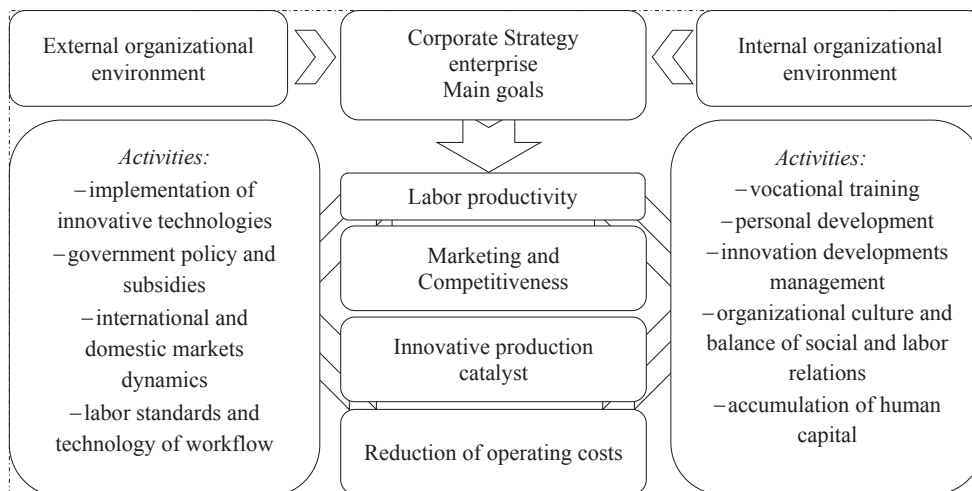 External organizational
environment
Corporate Strategy
enterprise
Main goals
Internal organizational
environment
Activities:
–implementation of
innovative technologies
–government policy and
subsidies
–international and
domestic markets
dynamics
–labor standards and
technology of workflow
Labor productivity
Marketing and
Competitiveness
Innovative production
catalyst
Reduction of operating costs
Activities:
–vocational training
–personal development
–innovation developments
management
–organizational culture and
balance of social and labor
relations
–accumulation of human
capital